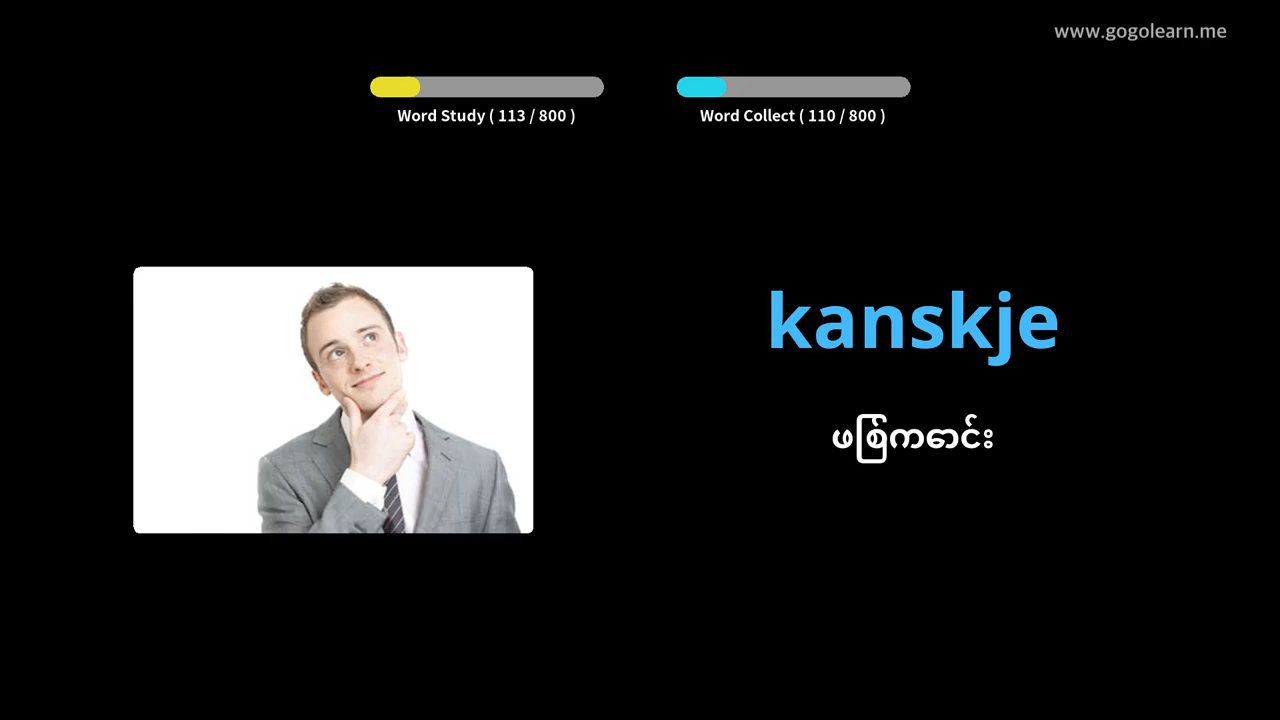 www.gogolearn.me
Word Study ( 113 / 800 )
Word Collect ( 110 / 800 )
kanskje
ဖြစ်ကောင်း